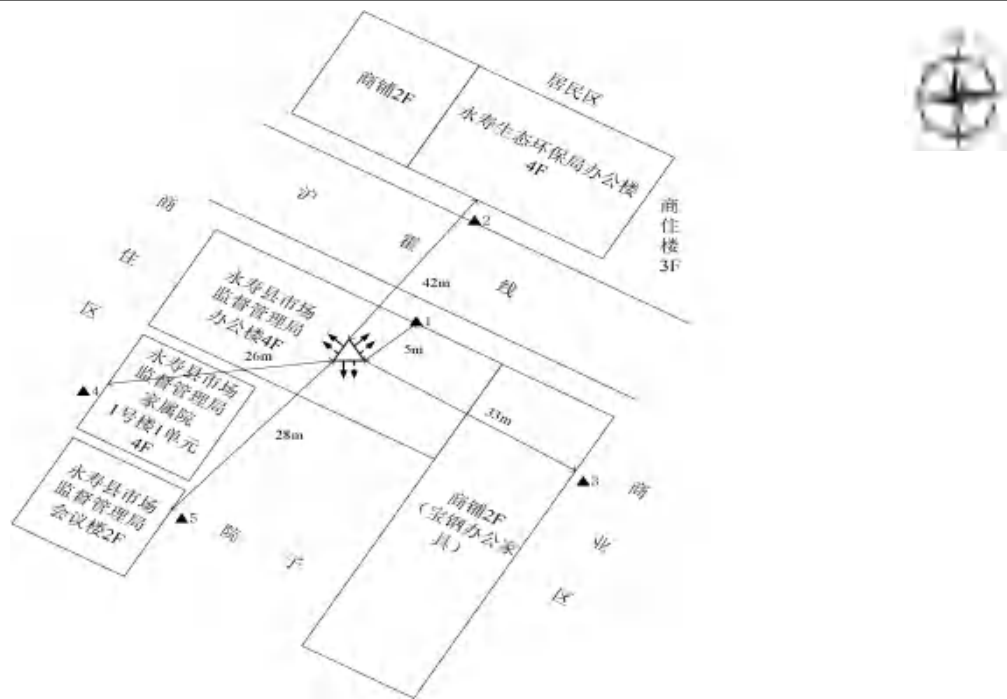 商铺2F
居民区
永寿生态环保局办公楼
4F
商
住
楼
3F
沪
霍
线
商
住
区
▲2
42m
永寿县市场
监督管理局
办公楼4F
▲1
5m
26m
永寿县市场
监督管理局
家属院
1号楼1单元
4F
▲4
28m
33m
▲3
永寿县市场
监督管理局
会议楼2F
▲5
院
子
商铺2F
(宝钢办公家
具)
商
业
区